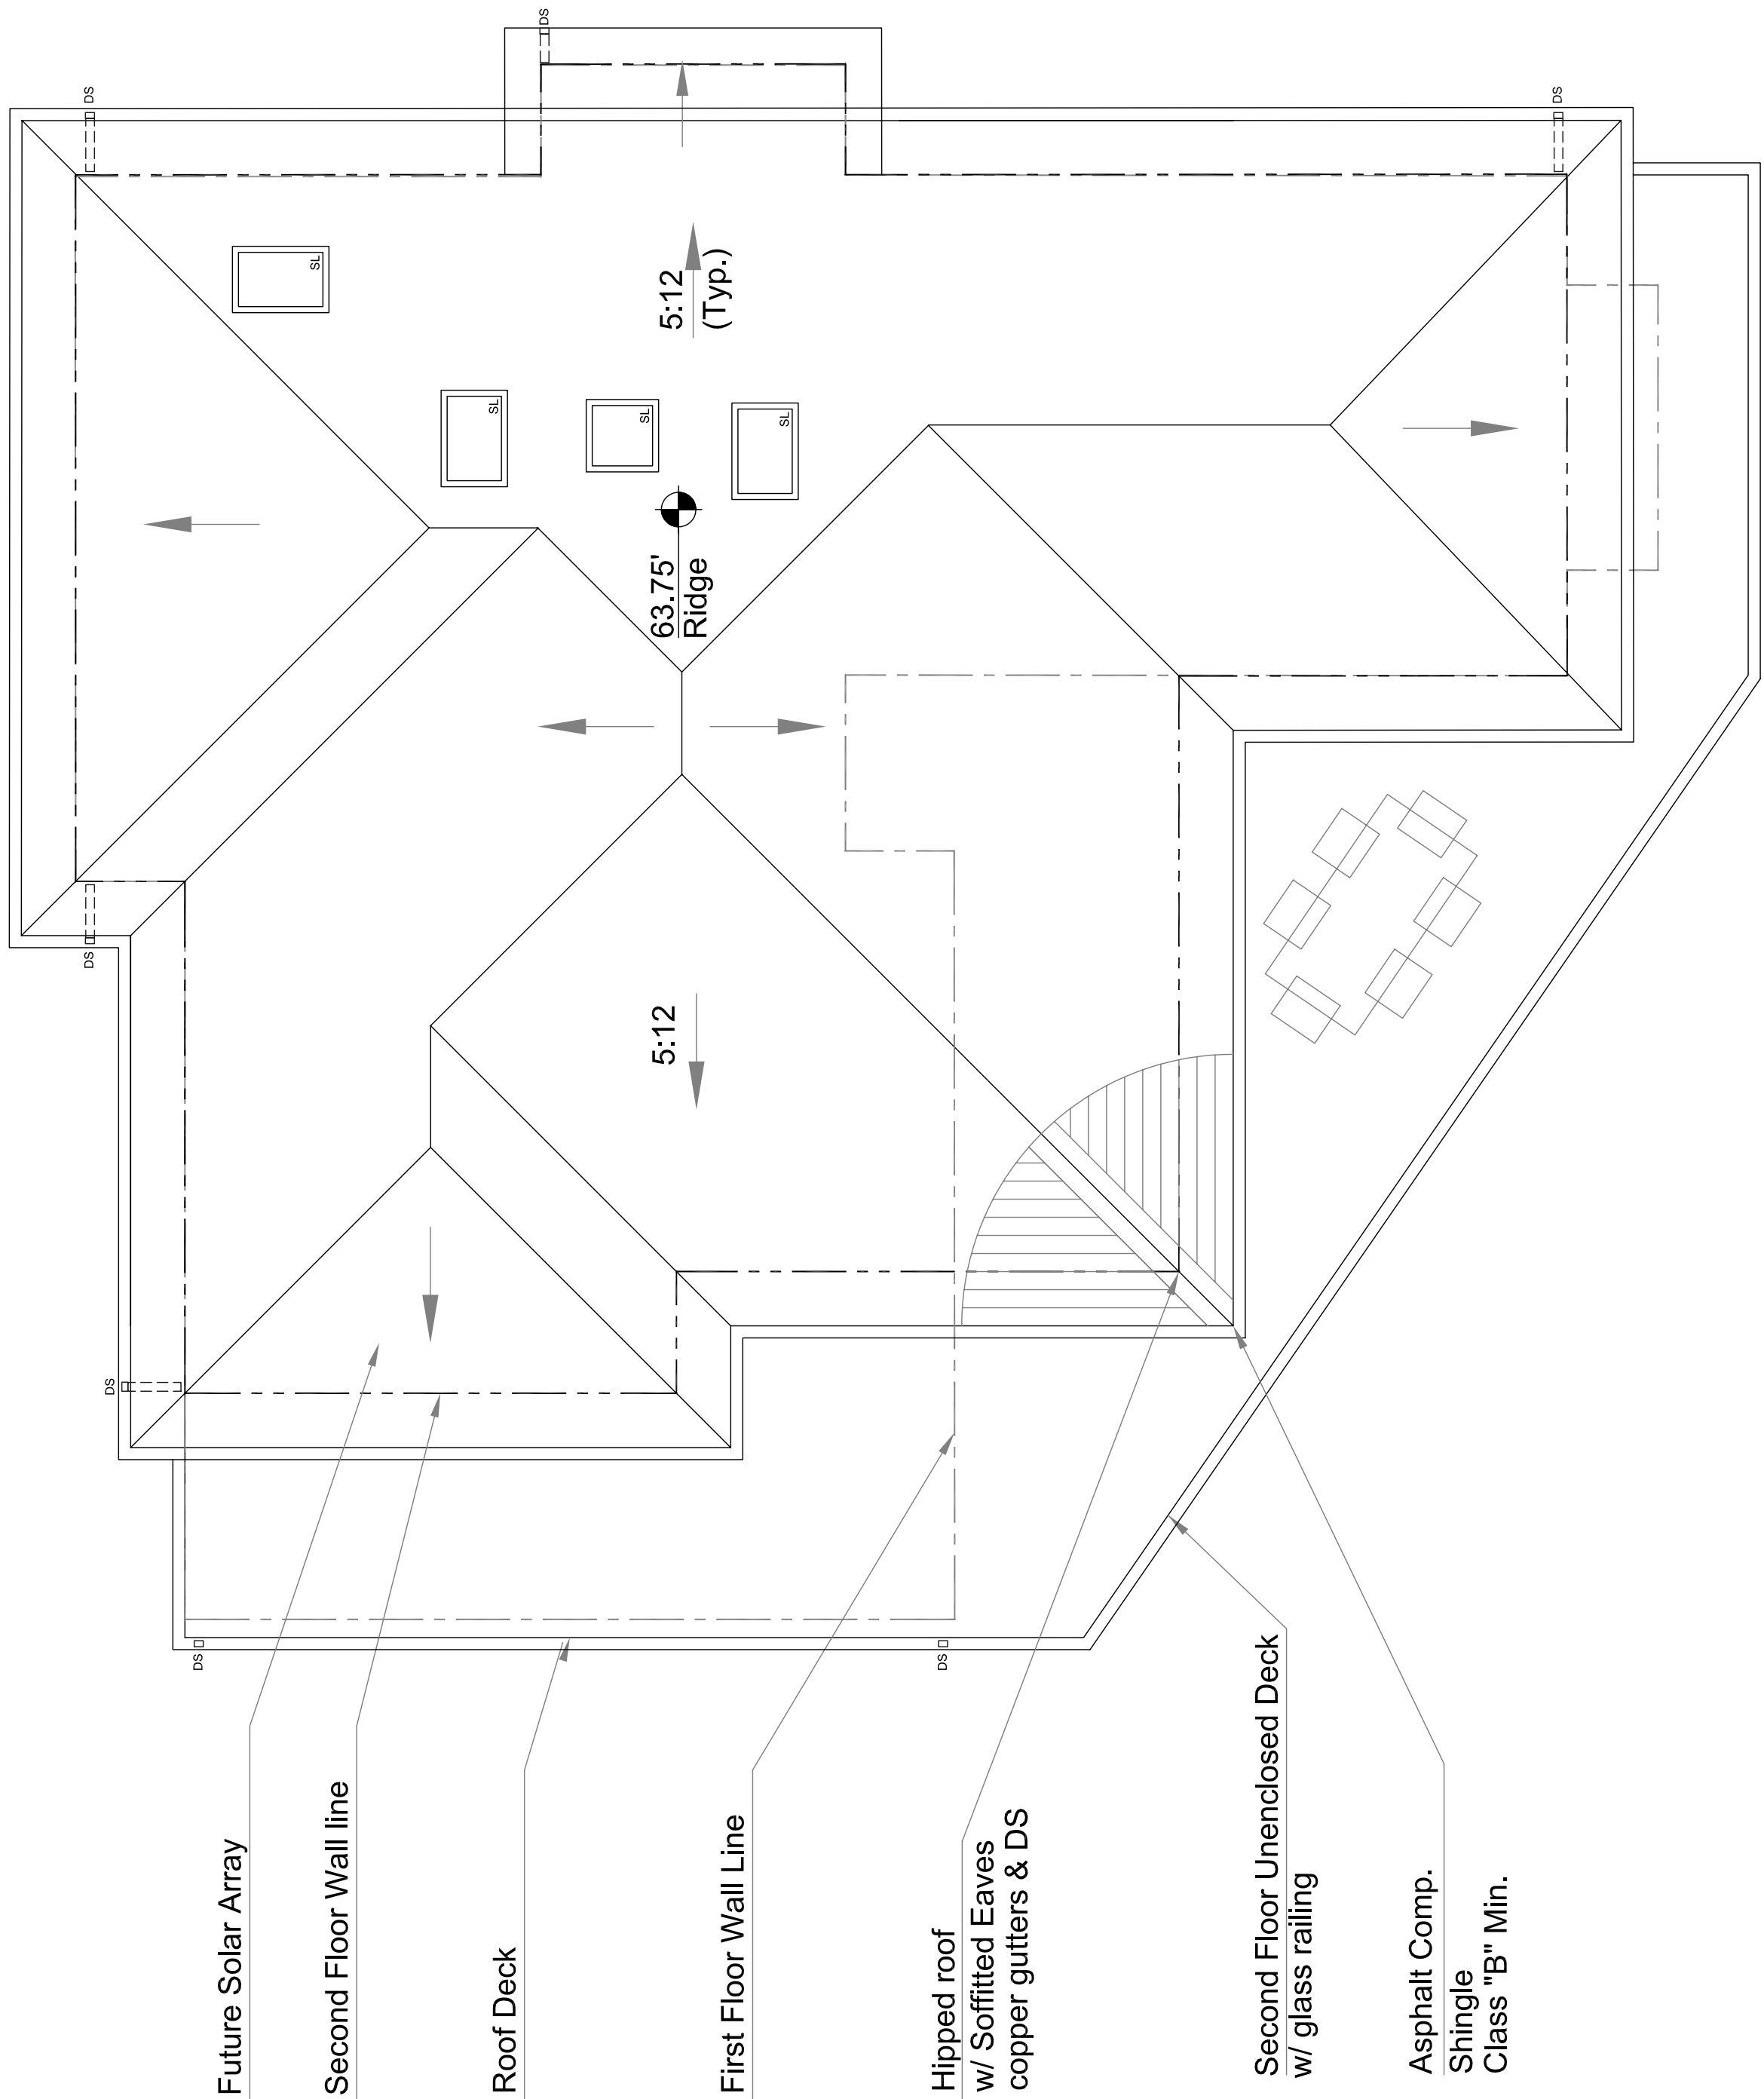 Future Solar Array
Second Floor Wall line
Roof Deck
First Floor Wall Line
Hipped roof
w/ Soffitted Eaves
copper gutters & DS
Second Floor Unenclosed Deck
w/ glass railing
Asphalt Comp.
Shingle
Class "B" Min.
DS
DS
DS
DS
DS
DS
DS
5:12
63.75'
Ridge
5:12
(Typ.)
SL
SL
SL
SL